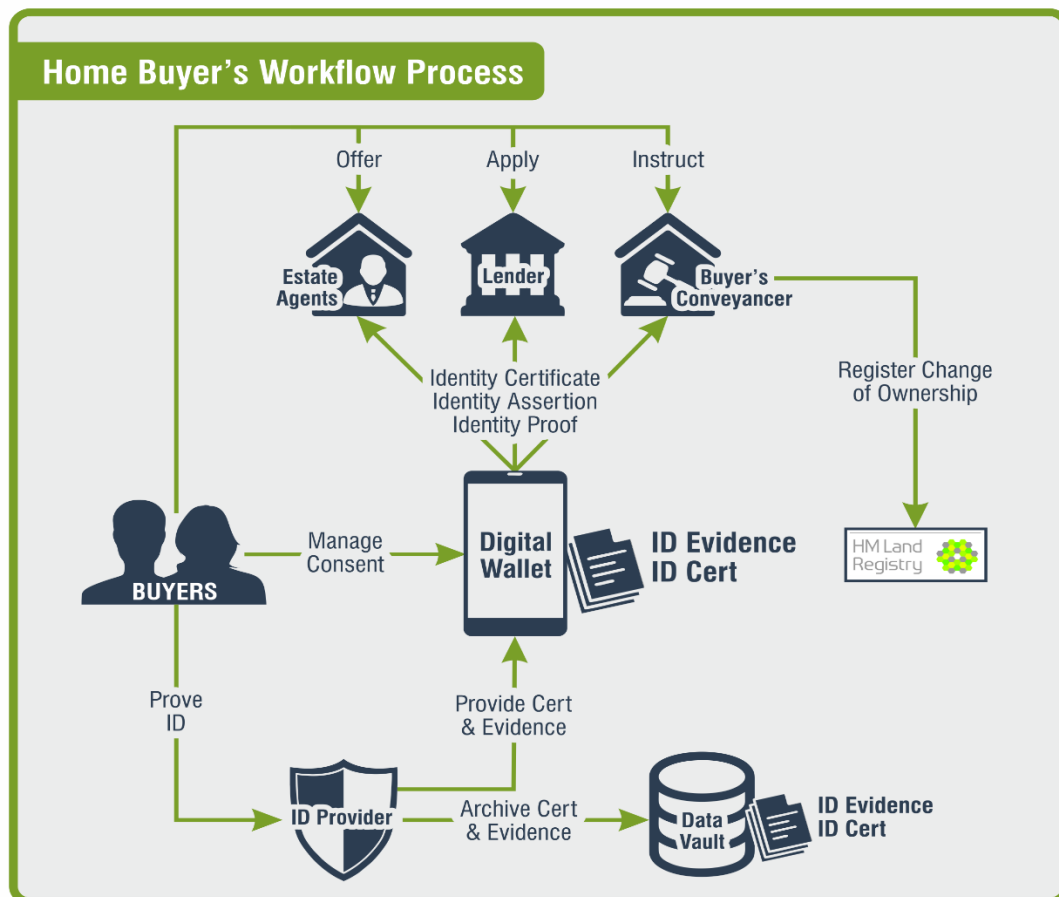 Home Buyer's Workflow Process
Offer
Apply
Instruct
Estate
Agents
Lender
Buyer's
Conveyancer
Identity Certificate
Identity Assertion
Identity Proof
Register Change
of Ownership
BUYERS
Manage
Consent
Digital
Wallet
ID Evidence
ID Cert
HM Land
Registry
Prove
ID
Provide Cert
& Evidence
ID Provider
Archive Cert
& Evidence
Data
Vault
ID Evidence
ID Cert